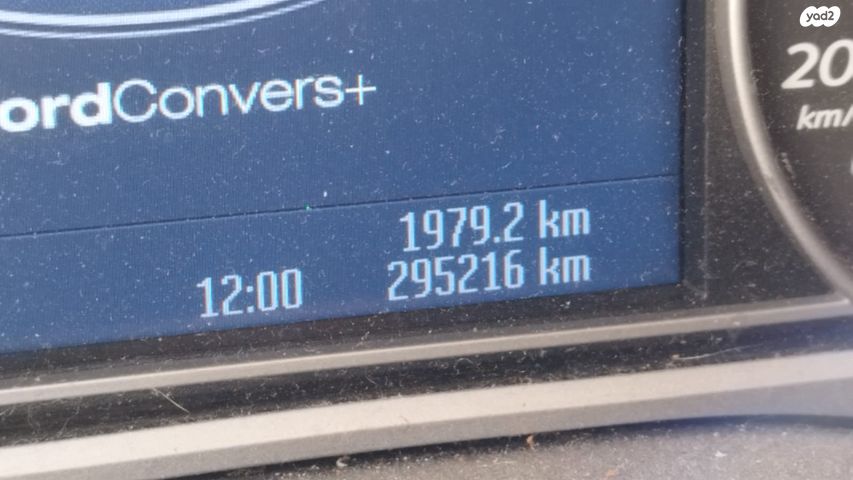 yad2
ordConvers+
20
km/
1979.2 km
12:00 295216 km